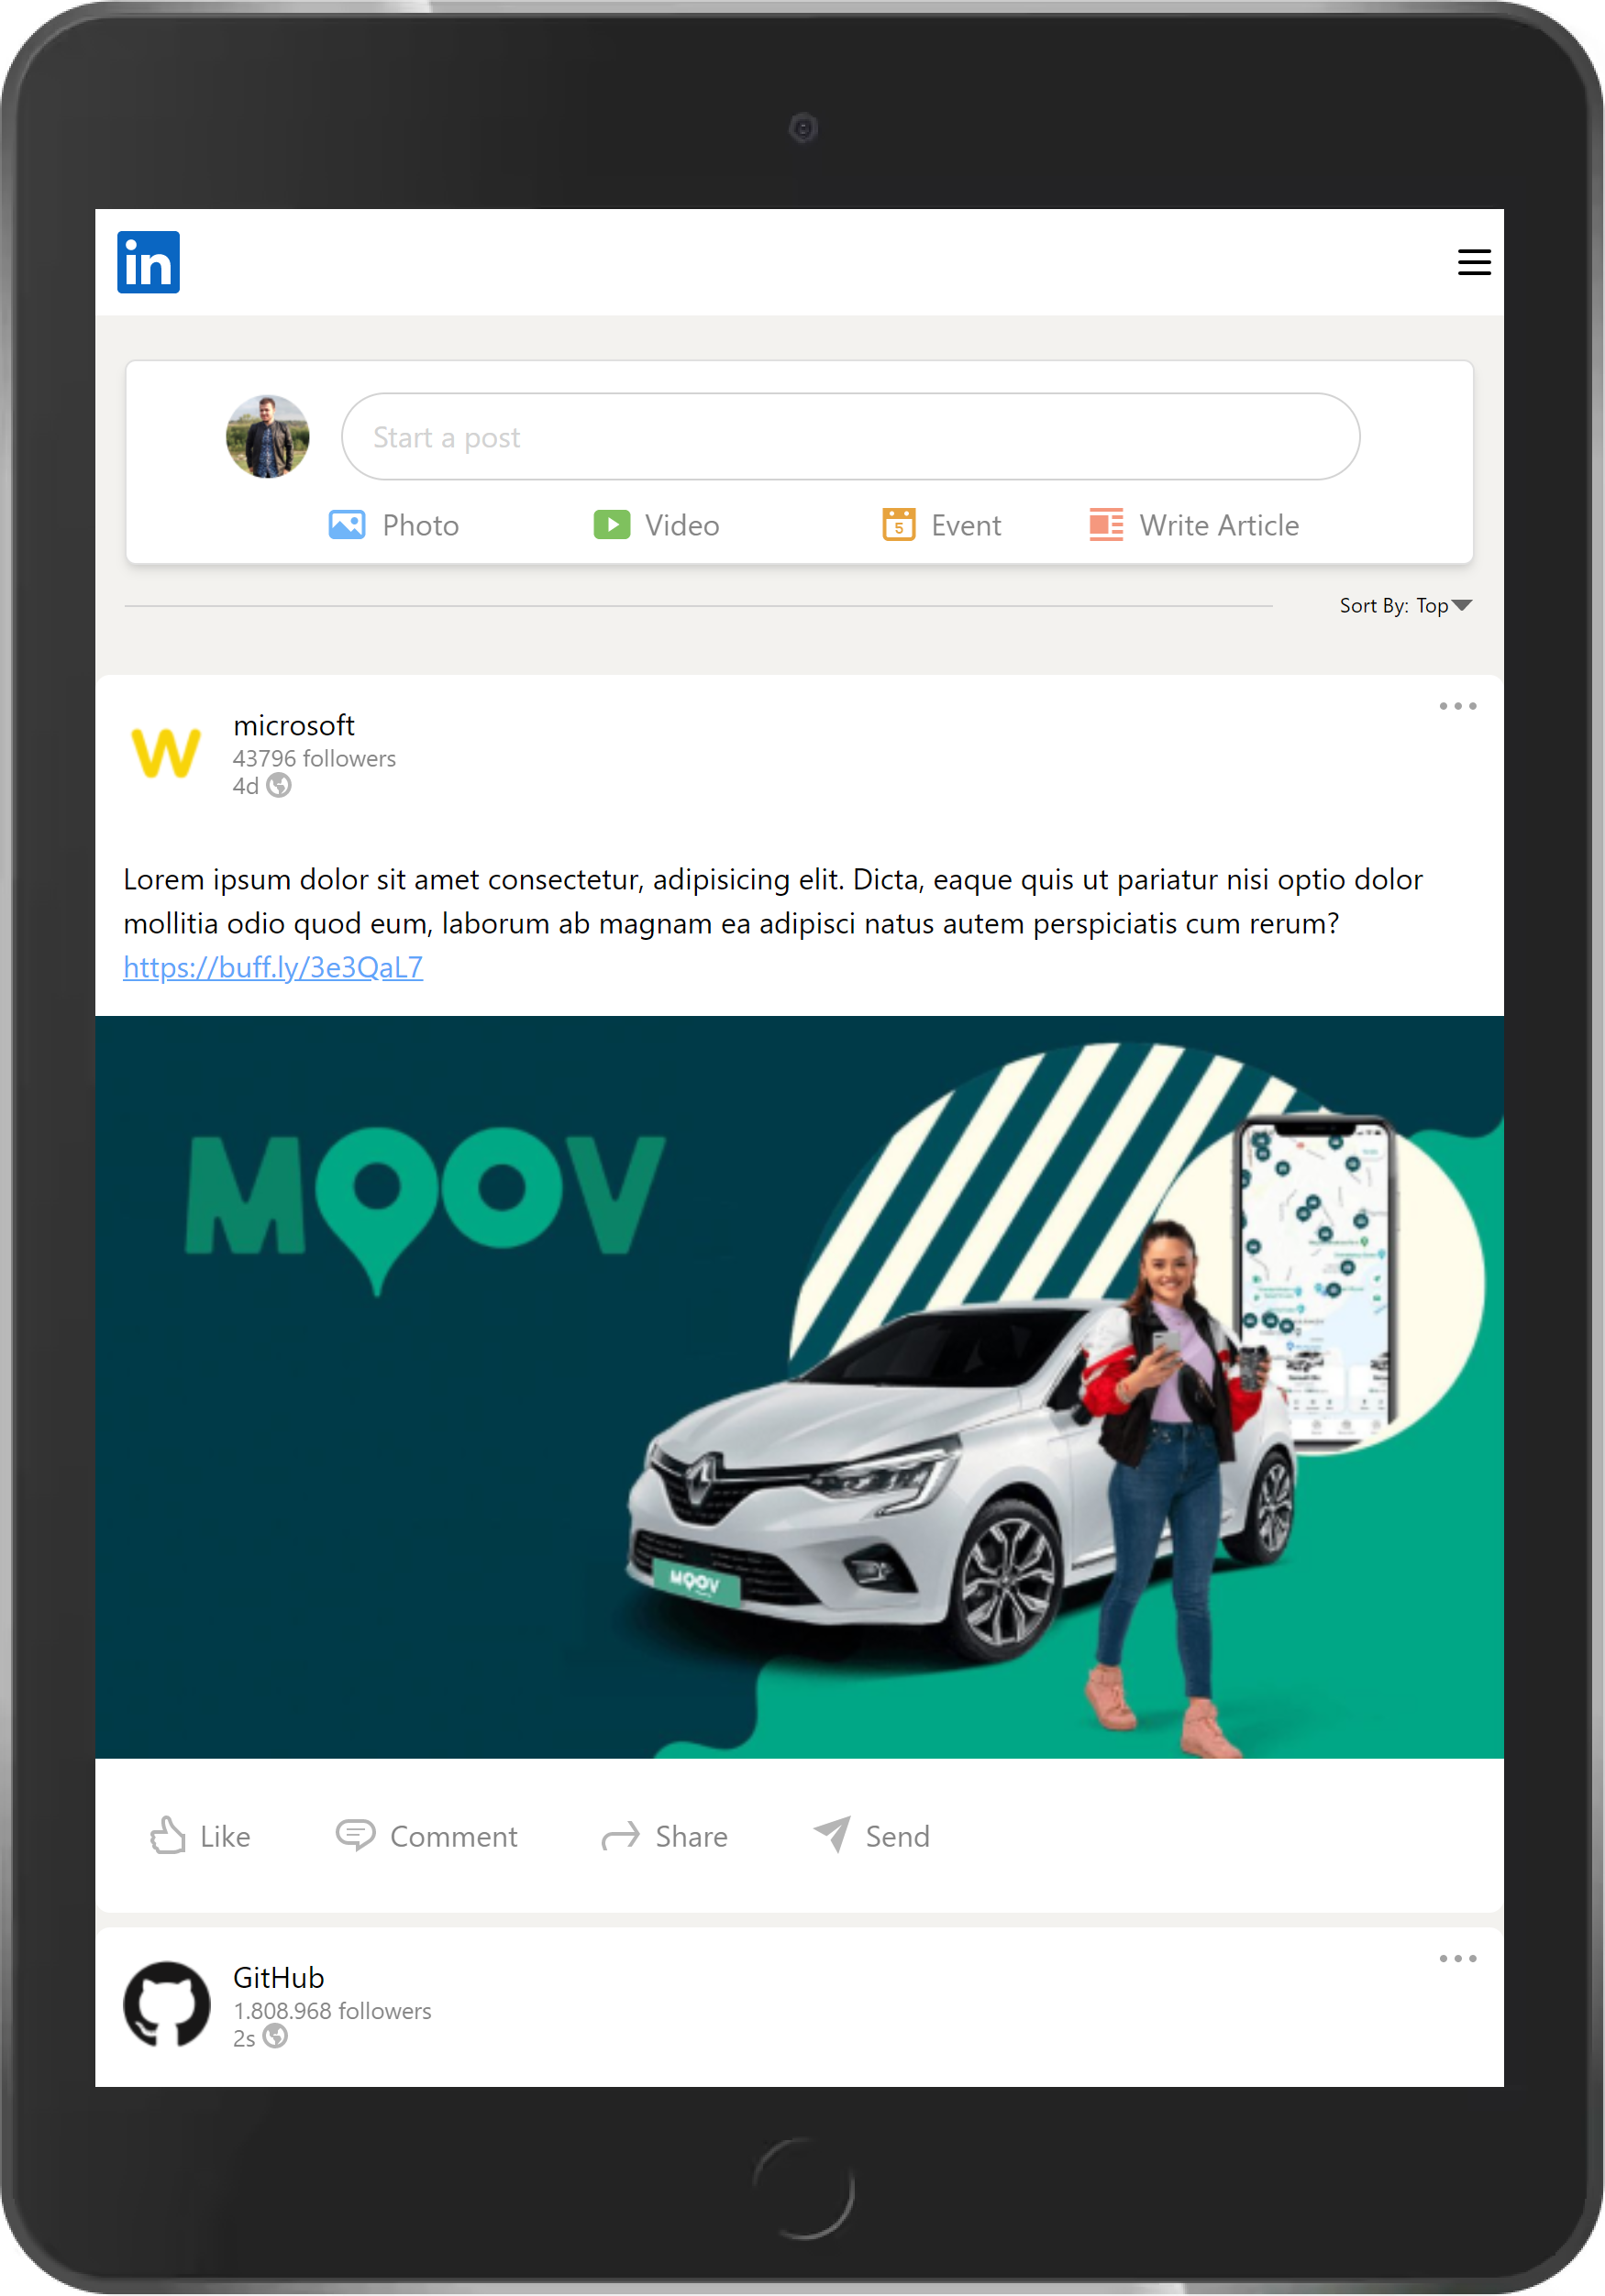 in
Start a post
Photo
Video
5
Event
Write Article
Sort By: Top
W
microsoft
43796 followers
4d
Lorem ipsum dolor sit amet consectetur, adipisicing elit. Dicta, eaque quis ut pariatur nisi optio dolor
mollitia odio quod eum, laborum ab magnam ea adipisci natus autem perspiciatis cum rerum?
https://buff.ly/3e3QaL7
MOOV
MOOV
Like
Comment
Share
Send
GitHub
1.808.968 followers
2s